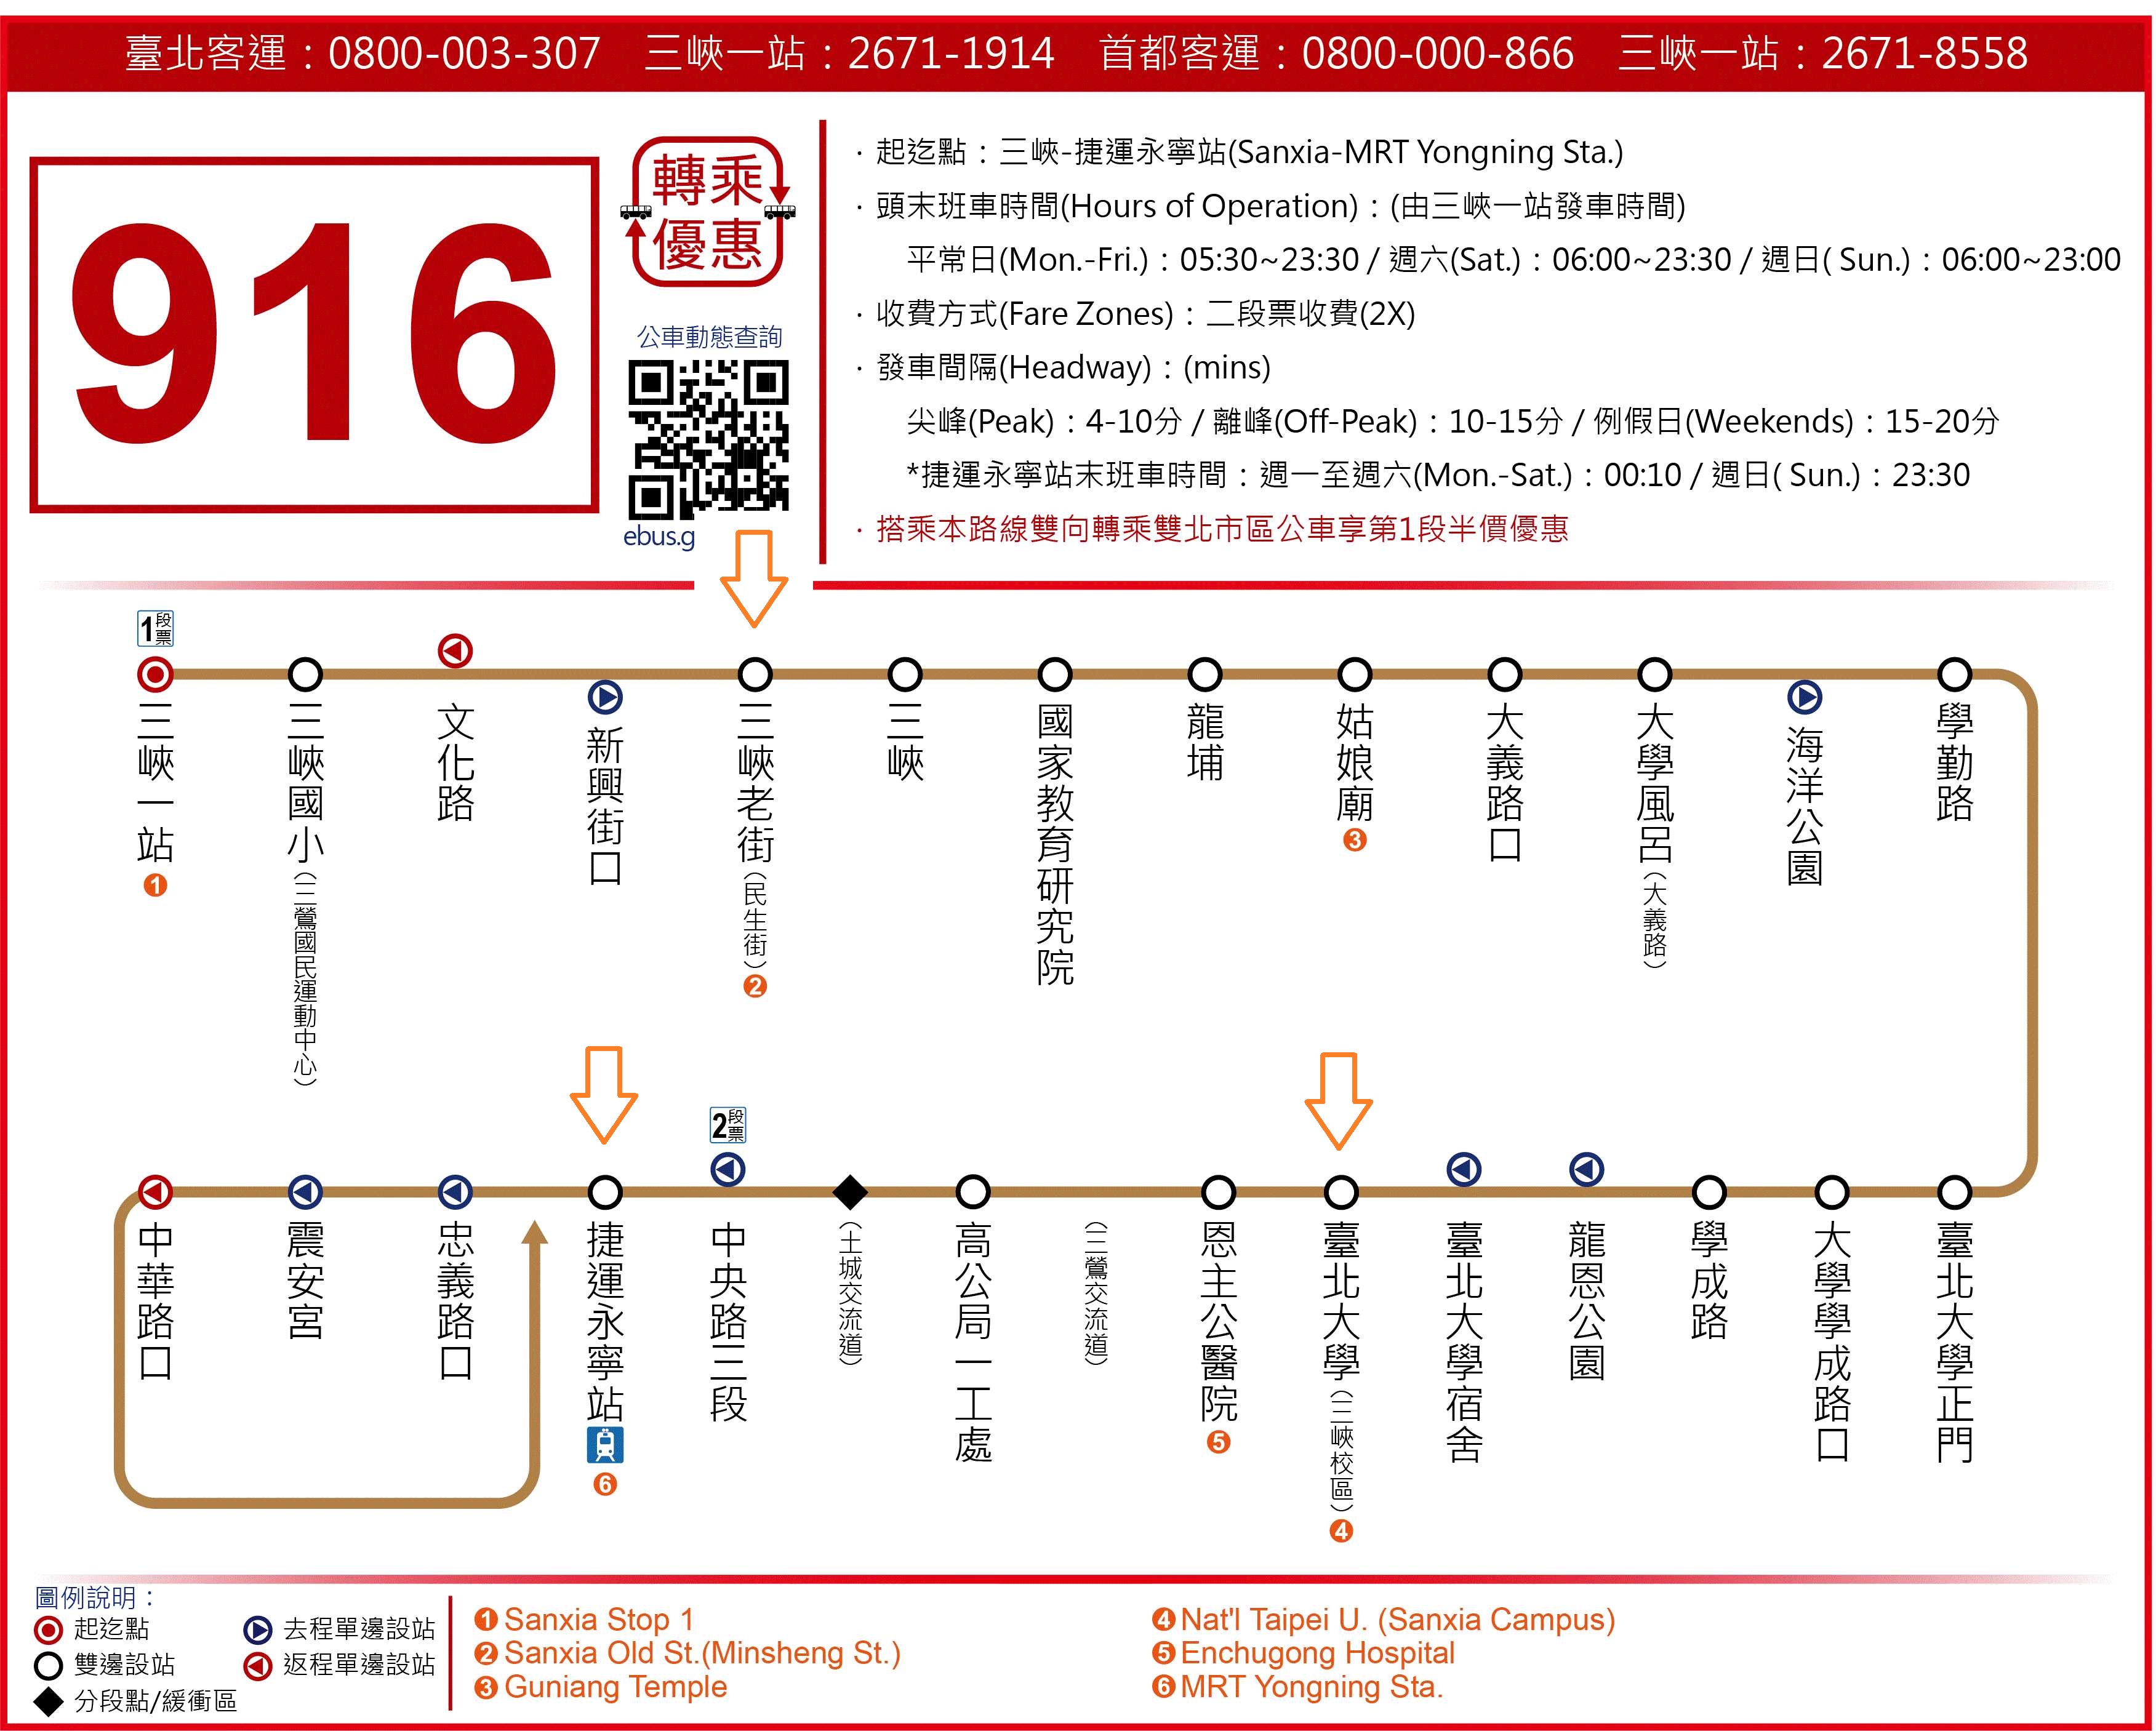 臺北客運：0800-003-307　三峽一站：2671-1914　首都客運：0800-000-866　三峽一站：2671-8558
916
轉乘
優惠
公車動態查詢
ebus.g
· 起迄點：三峽-捷運永寧站(Sanxia-MRT Yongning Sta.)
· 頭末班車時間(Hours of Operation)：(由三峽一站發車時間)
平常日(Mon.-Fri.)：05:30~23:30 / 週六(Sat.)：06:00~23:30 / 週日( Sun.)：06:00~23:00
· 收費方式(Fare Zones)：二段票收費(2X)
· 發車間隔(Headway)：(mins)
尖峰(Peak)：4-10分 / 離峰(Off-Peak)：10-15分 / 例假日(Weekends)：15-20分
*捷運永寧站末班車時間：週一至週六(Mon.-Sat.)：00:10 / 週日( Sun.)：23:30
· 搭乘本路線雙向轉乘雙北市區公車享第1段半價優惠
1段票
三峽一站 1
三峽國小（三鶯國民運動中心）
文化路
新興街口
三峽老街（民生街）2
三峽
國家教育研究院
龍埔
姑娘廟 3
大義路口
大學風呂（大義路）
海洋公園
學勤路
2段票
中華路口
震安宮
忠義路口
捷運永寧站 6
中央路三段
（土城交流道）
高公局一工處
（三鶯交流道）
恩主公醫院 5
臺北大學（三峽校區）4
臺北大學宿舍
龍恩公園
學成路
大學學成路口
臺北大學正門
圖例說明：
起迄點
雙邊設站
分段點/緩衝區
去程單邊設站
返程單邊設站
1 Sanxia Stop 1
2 Sanxia Old St.(Minsheng St.)
3 Guniang Temple
4 Nat'l Taipei U. (Sanxia Campus)
5 Enchugong Hospital
6 MRT Yongning Sta.